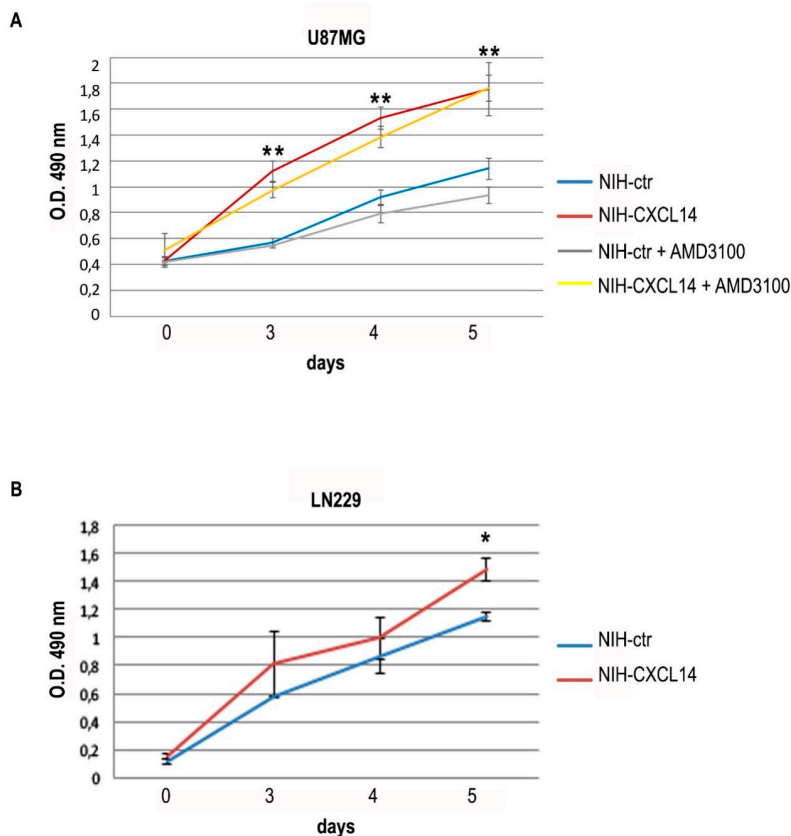 A
U87MG
**
**
**
2
1,8
1,6
1,4
1,2
1
0,8
0,6
0,4
0,2
0
O.D. 490 nm
0 3 4 5
days
NIH-ctr
NIH-CXCL14
NIH-ctr + AMD3100
NIH-CXCL14 + AMD3100
B
LN229
*
1,8
1,6
1,4
1,2
1
0,8
0,6
0,4
0,2
0
O.D. 490 nm
0 3 4 5
days
NIH-ctr
NIH-CXCL14